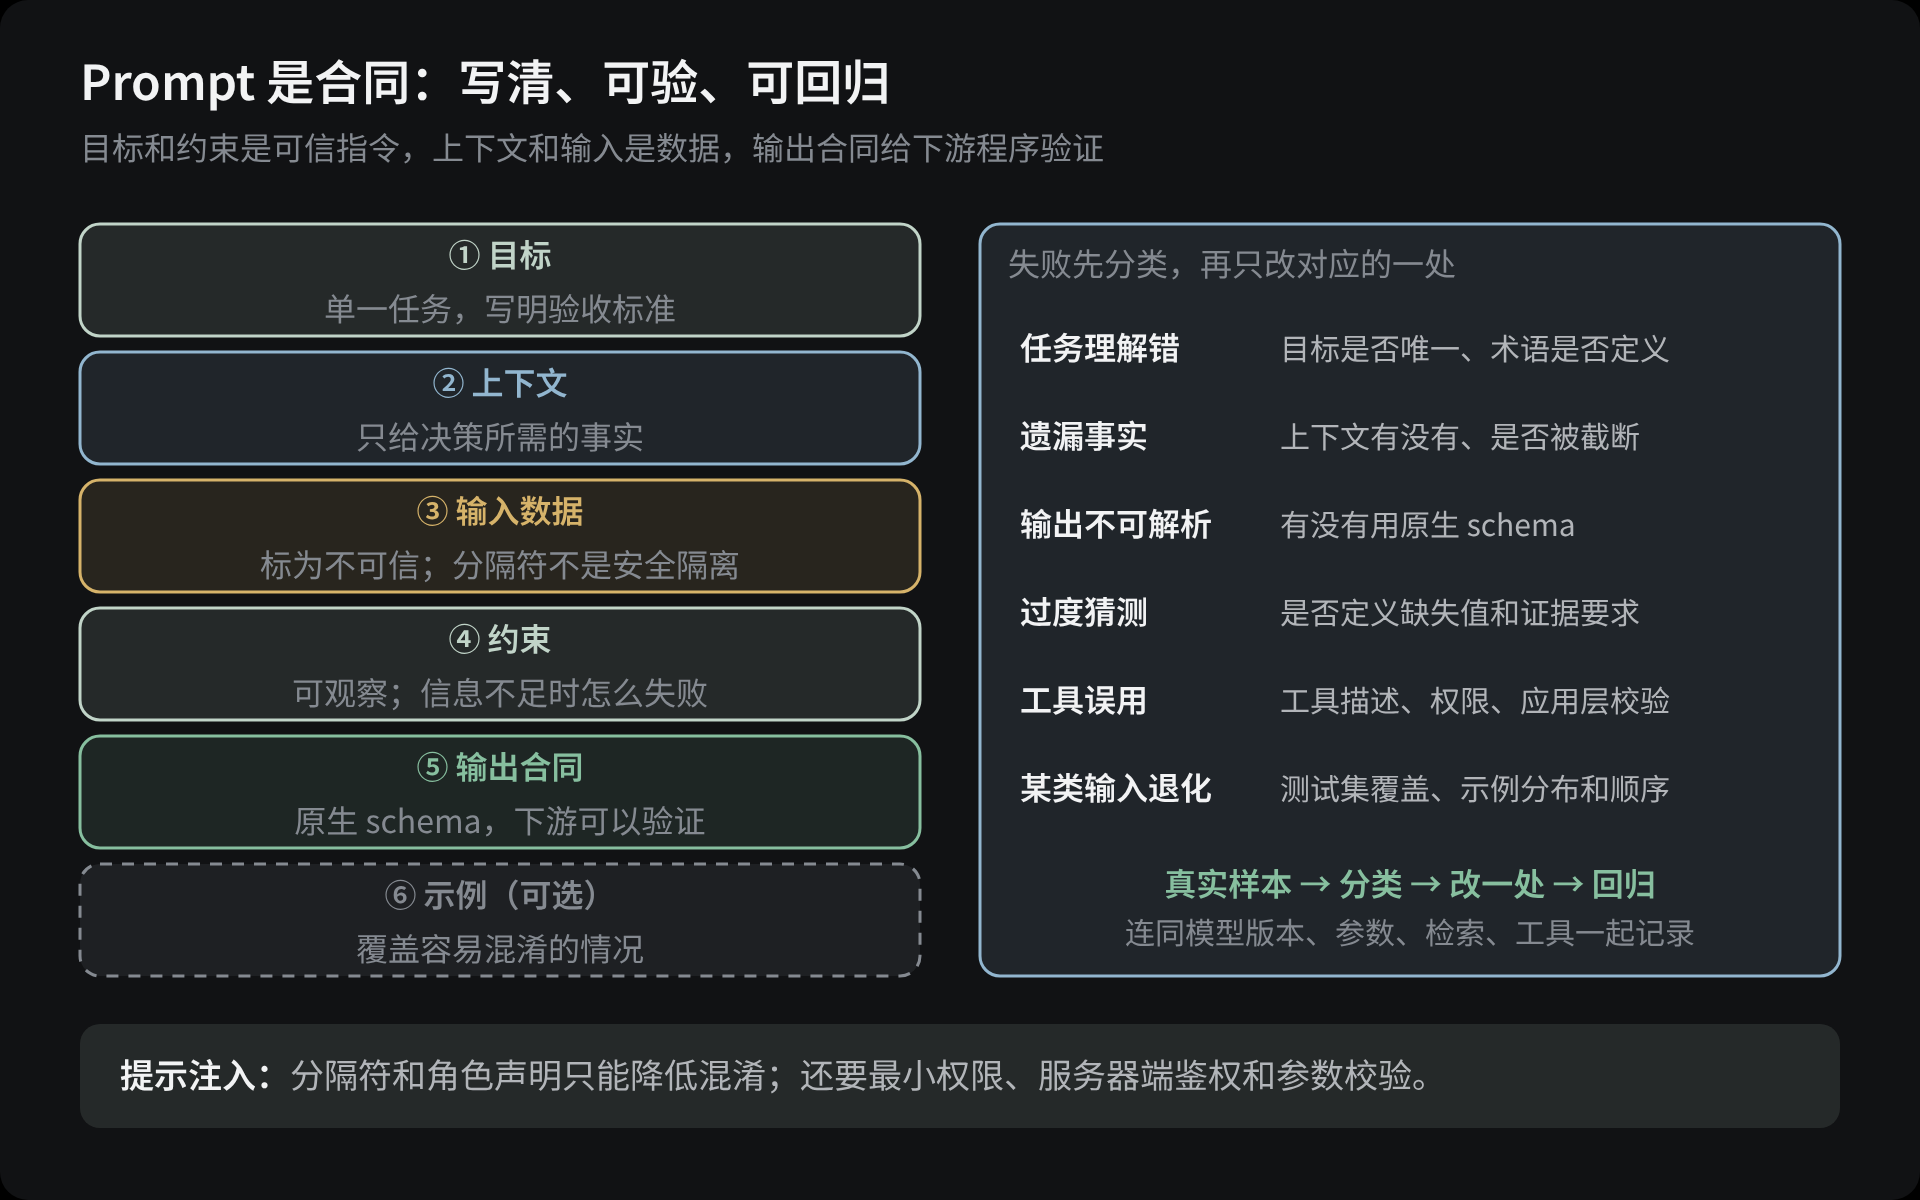 Prompt 是合同：写清、可验、可回归
目标和约束是可信指令，上下文和输入是数据，输出合同给下游程序验证
① 目标
单一任务，写明验收标准
② 上下文
只给决策所需的事实
③ 输入数据
标为不可信；分隔符不是安全隔离
④ 约束
可观察；信息不足时怎么失败
⑤ 输出合同
原生 schema，下游可以验证
⑥ 示例（可选）
覆盖容易混淆的情况
失败先分类，再只改对应的一处
任务理解错 目标是否唯一、术语是否定义
遗漏事实 上下文有没有、是否被截断
输出不可解析 有没有用原生 schema
过度猜测 是否定义缺失值和证据要求
工具误用 工具描述、权限、应用层校验
某类输入退化 测试集覆盖、示例分布和顺序
真实样本 → 分类 → 改一处 → 回归
连同模型版本、参数、检索、工具一起记录
提示注入：分隔符和角色声明只能降低混淆；还要最小权限、服务器端鉴权和参数校验。